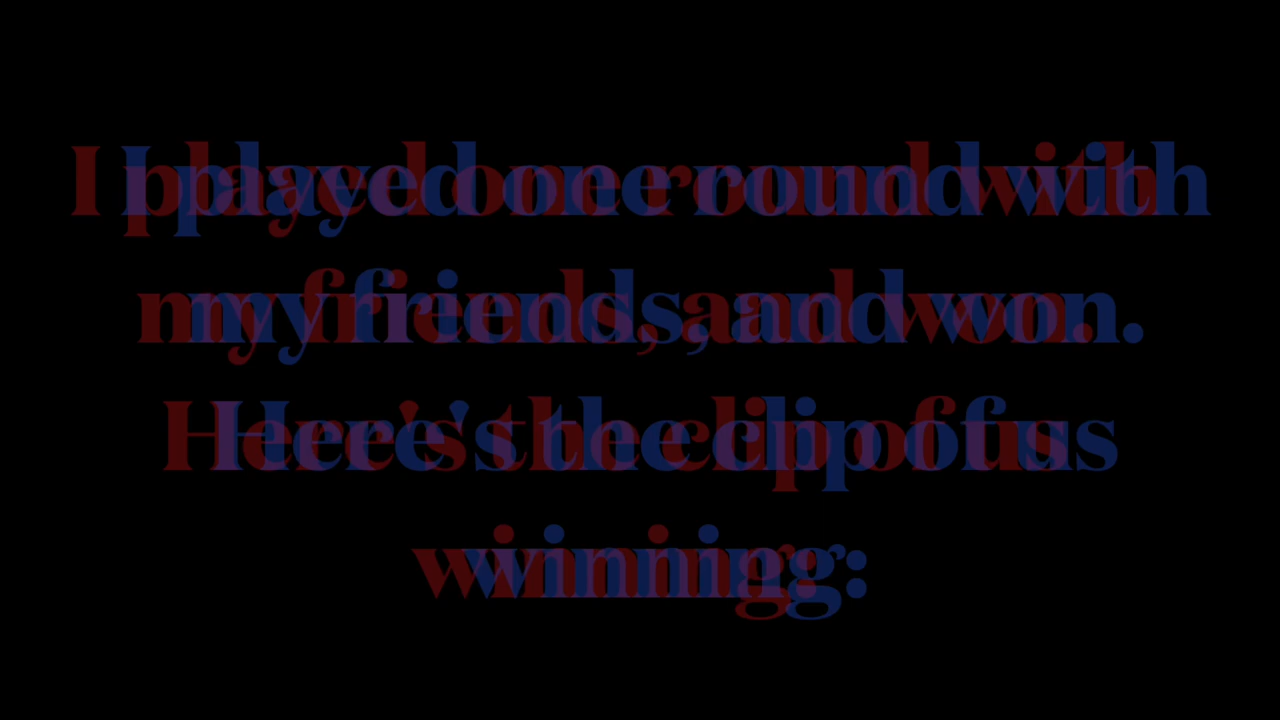 I played one round with
my friends, and won.
Here's the clip of us
winning: